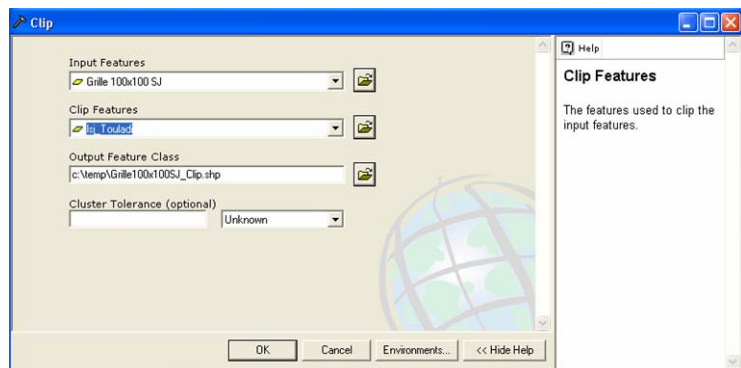 Clip
Input Features
Grille 100x100 SJ
Clip Features
lsj_Touladi
Output Feature Class
c:\temp\Grille100x100SJ_Clip.shp
Cluster Tolerance (optional)
Unknown
OK
Cancel
Environments...
<< Hide Help
Help
Clip Features
The features used to clip the
input features.